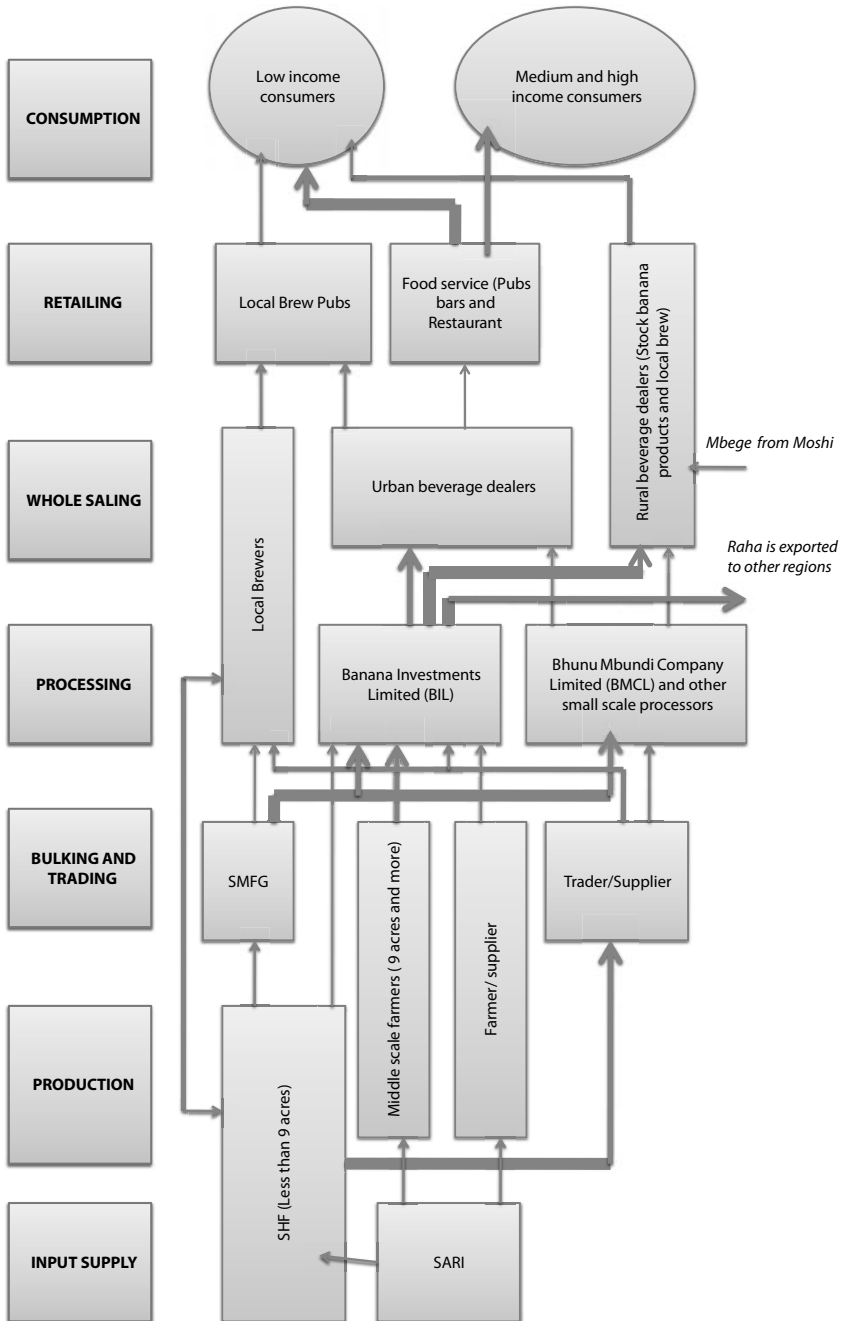 Low income
consumers
Medium and high
income consumers
CONSUMPTION
RETAILING
Local Brew Pubs
Food service (Pubs
bars and
Restaurant
Rural beverage dealers (Stock banana
products and local brew)
Mbege from Moshi
WHOLE SALING
Urban beverage dealers
Local Brewers
Raha is exported
to other regions
PROCESSING
Banana Investments
Limited (BIL)
Bhunu Mbundi Company
Limited (BMCL) and other
small scale processors
BULKING AND
TRADING
SMFG
Middle scale farmers ( 9 acres and more)
Farmer/ supplier
Trader/Supplier
PRODUCTION
SHF (Less than 9 acres)
INPUT SUPPLY
SARI